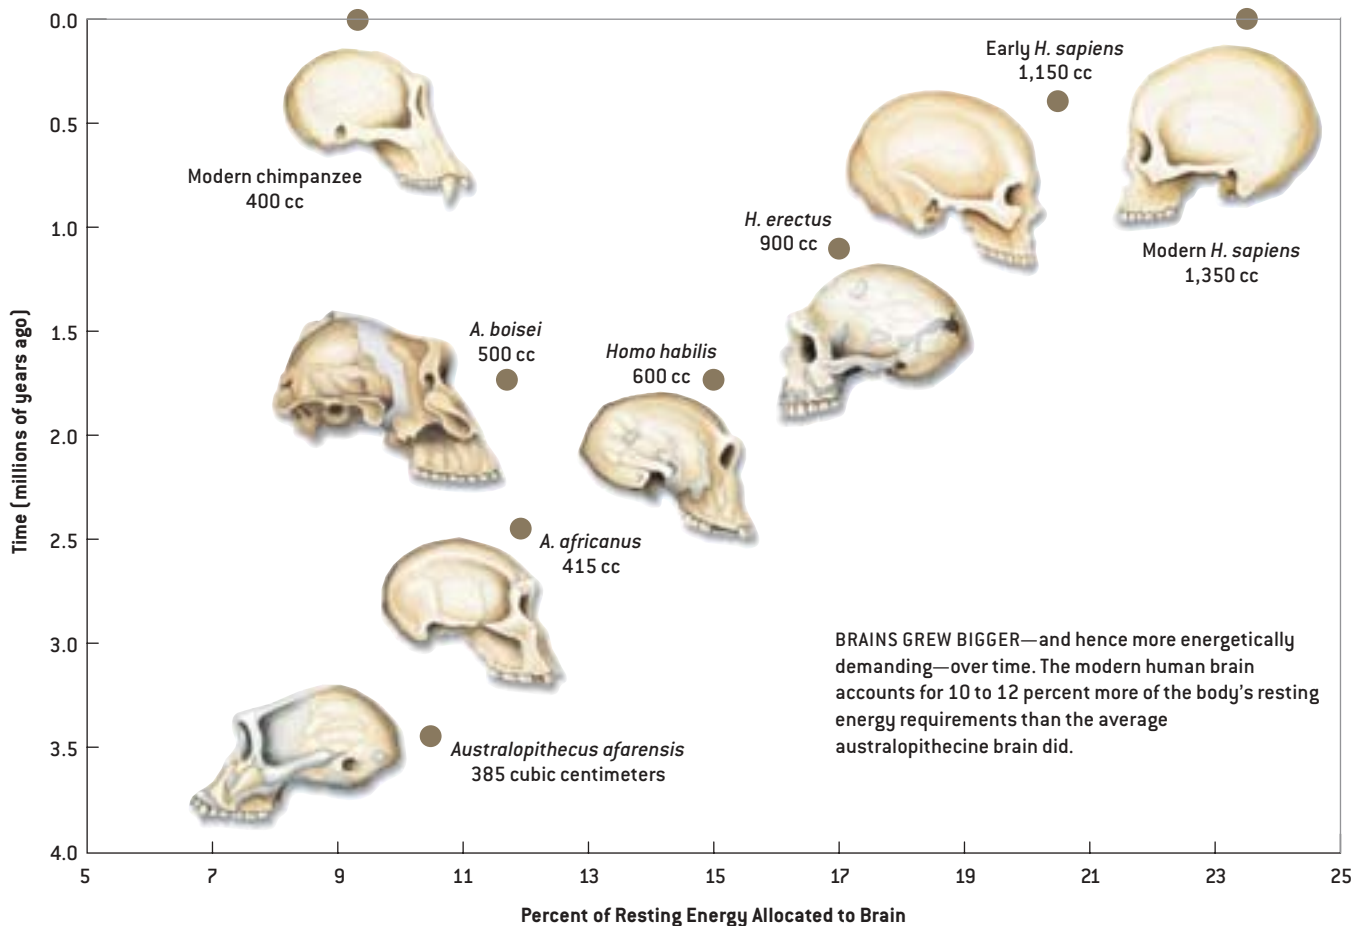 0.0
0.5
1.0
1.5
2.0
2.5
3.0
3.5
4.0
Time (millions of years ago)
Modern chimpanzee
400 cc
Early H. sapiens
1,150 cc
H. erectus
900 cc
Modern H. sapiens
1,350 cc
A. boisei
500 cc
Homo habilis
600 cc
A. africanus
415 cc
Australopithecus afarensis
385 cubic centimeters
BRAINS GREW BIGGER—and hence more energetically
demanding—over time. The modern human brain
accounts for 10 to 12 percent more of the body’s resting
energy requirements than the average
australopithecine brain did.
5 7 9 11 13 15 17 19 21 23 25
Percent of Resting Energy Allocated to Brain